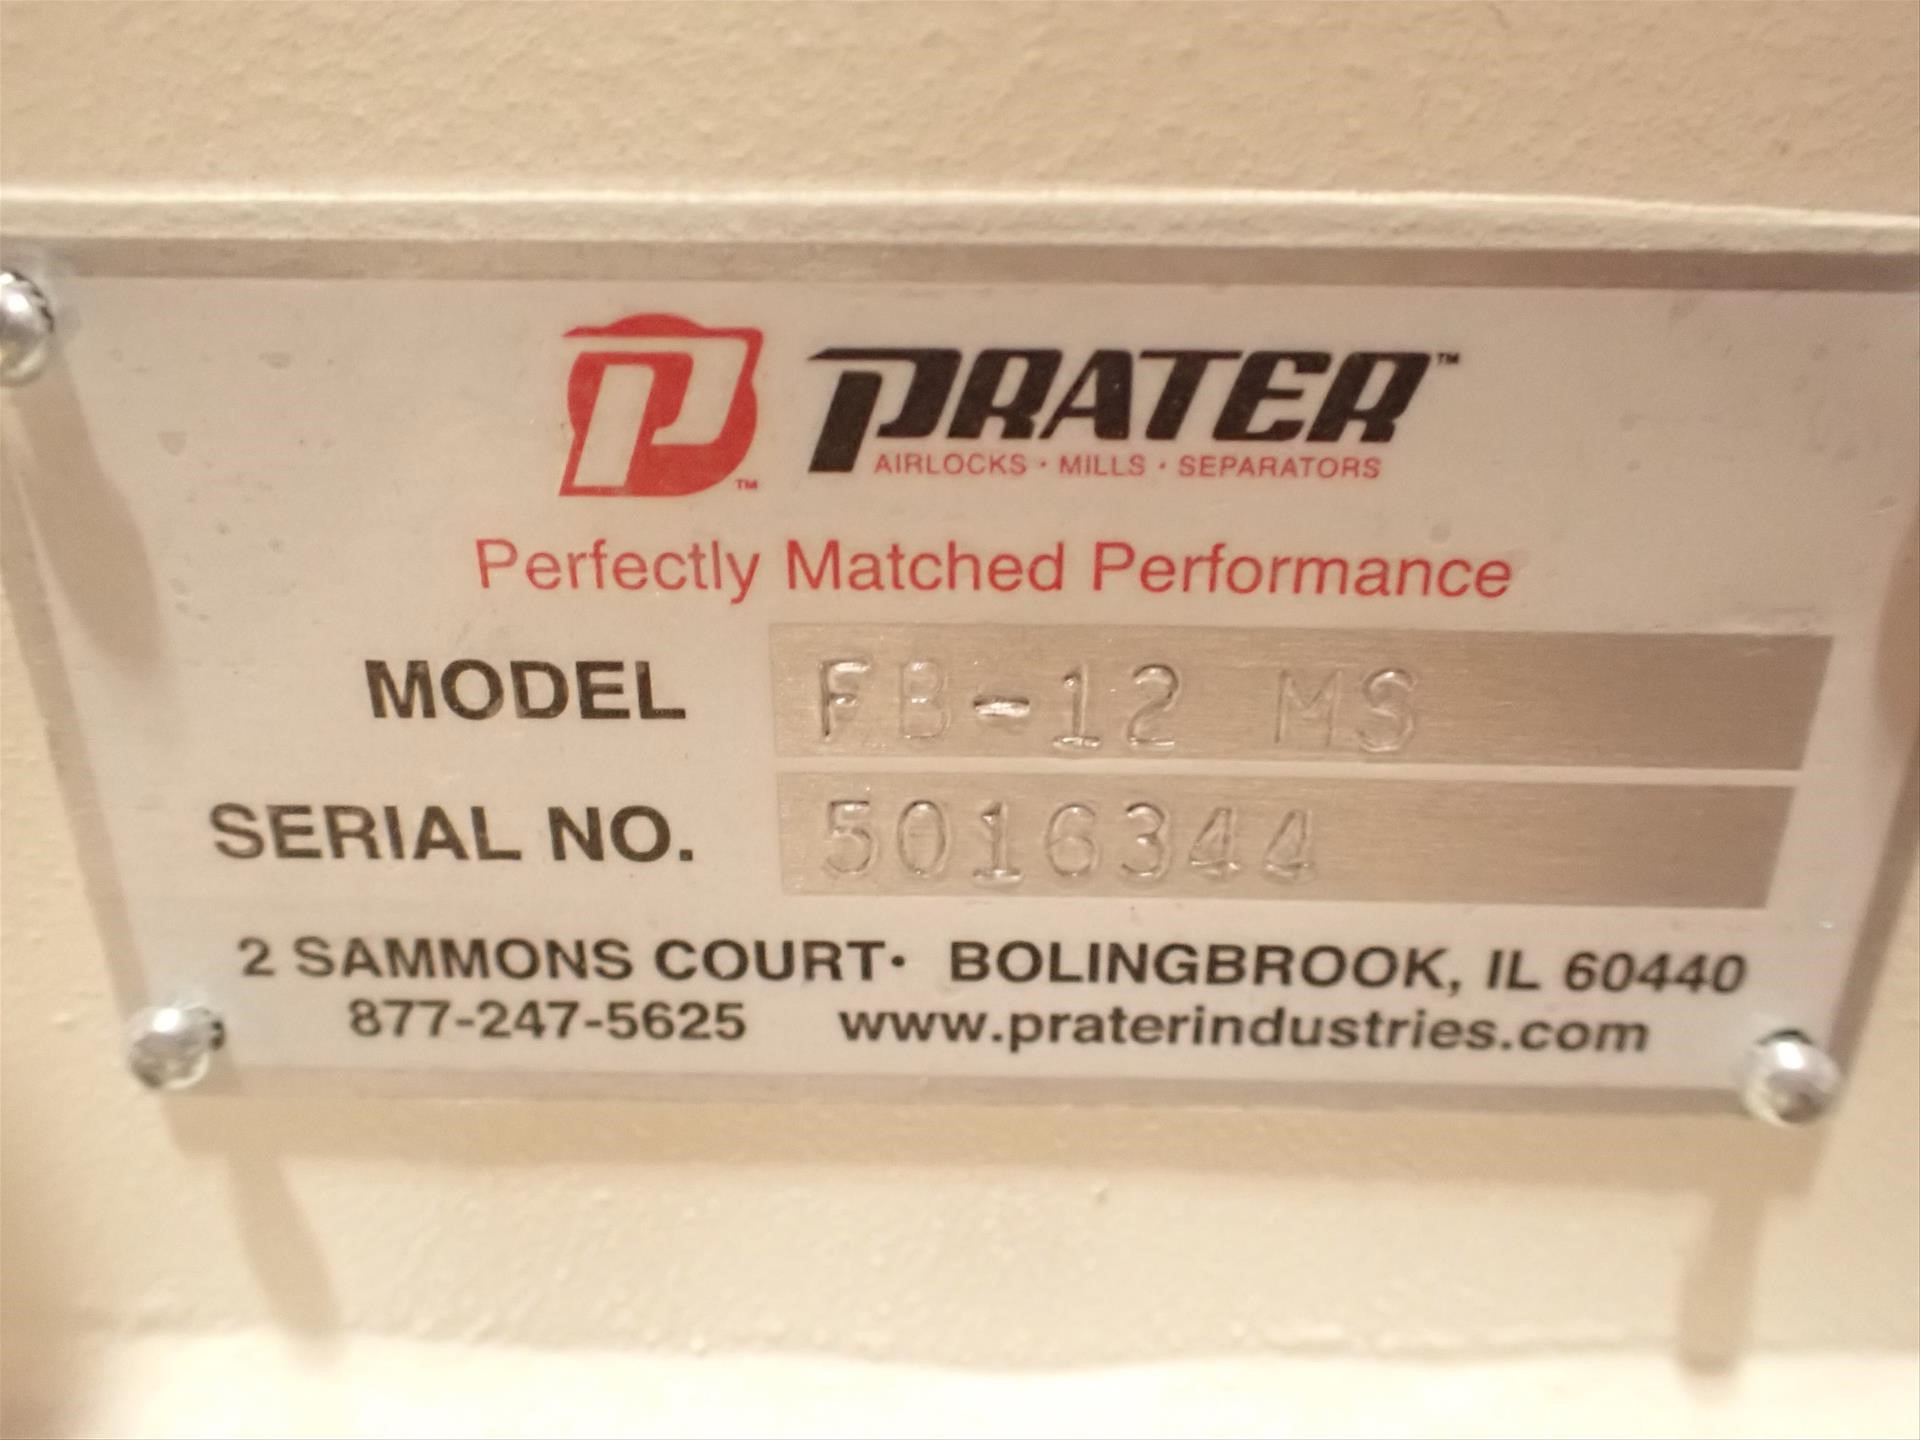 PRATER™
AIRLOCKS · MILLS · SEPARATORS
Perfectly Matched Performance
MODEL FB-12 MS
SERIAL NO. 5016344
2 SAMMONS COURT· BOLINGBROOK, IL 60440
877-247-5625 www.praterindustries.com